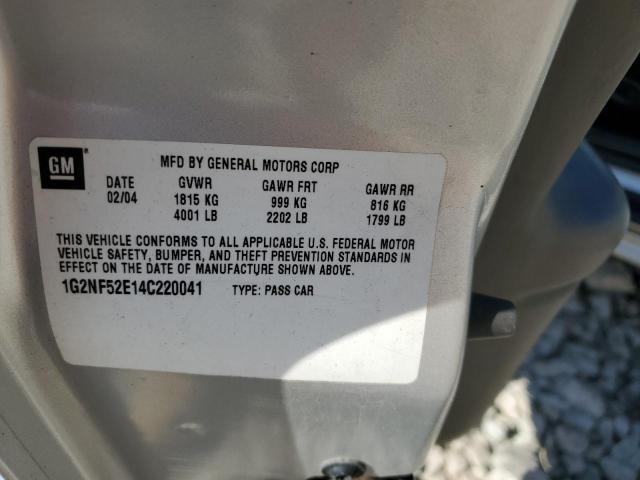 GM ® MFD BY GENERAL MOTORS CORP
DATE GVWR GAWR FRT GAWR RR
02/04 1815 KG 999 KG 816 KG
4001 LB 2202 LB 1799 LB
THIS VEHICLE CONFORMS TO ALL APPLICABLE U.S. FEDERAL MOTOR
VEHICLE SAFETY, BUMPER, AND THEFT PREVENTION STANDARDS IN
EFFECT ON THE DATE OF MANUFACTURE SHOWN ABOVE.
1G2NF52E14C220041 TYPE: PASS CAR